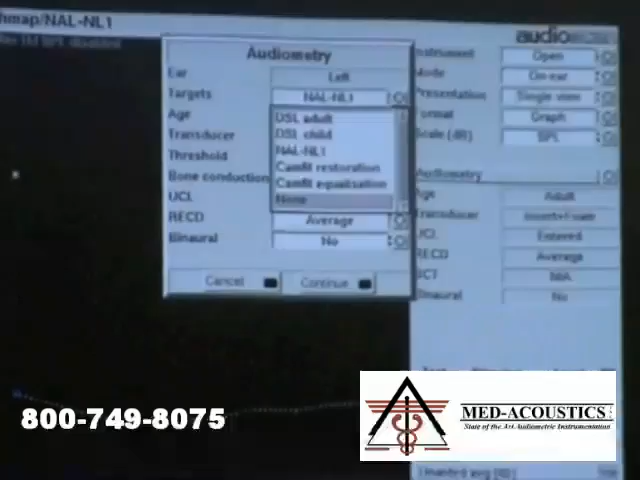 hmap/NAL-NL1
Audiometry
Ear Left
Targets NAL-NL1
Age
Transducer
Threshold
Bone conduction
UCL
RECD Average
Binaural No
DSL adult
DSL child
NAL-NL1
Camfit restoration
Camfit equalisation
None
Cancel Continue
Instrument Open
Mode On-ear
Presentation Single view
Format Graph
Scale (dB) SPL
Audiometry
Age Adult
Transducer
UCL Entered
RECD Average
UCT N/A
Binaural No
800-749-8075
MED-ACOUSTICS
State of the Art Audiometric Instrumentation